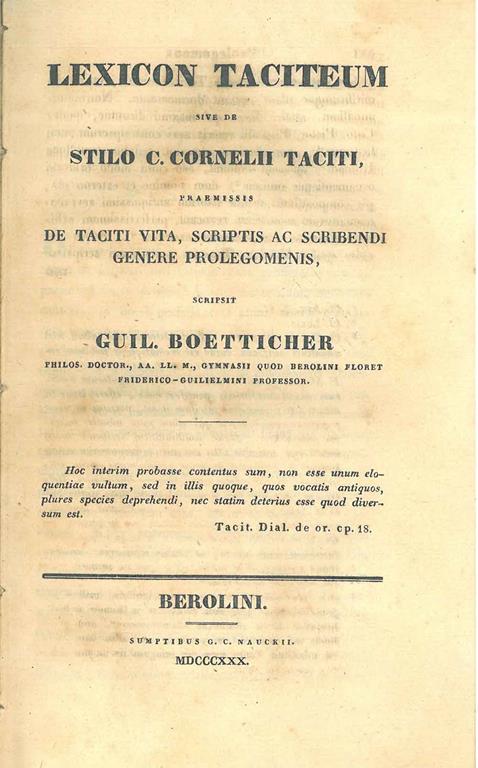 LEXICON TACITEUM
SIVE DE
STILO C. CORNELII TACITI,
PRAEMISSIS
DE TACITI VITA, SCRIPTIS AC SCRIBENDI
GENERE PROLEGOMENIS,
SCRIPSIT
GUIL. BOETTICHER
PHILOS. DOCTOR., AA. LL. M., GYMNASII QUOD BEROLINI FLORET
FRIDERICO-GUILIELMINI PROFESSOR.
Hoc interim probasse contentus sum, non esse unum elo-
quentiae vultum, sed in illis quoque, quos vocatis antiquos,
plures species deprehendi, nec statim deterius esse quod diver-
sum est.
Tacit. Dial. de or. cp. 18.
BEROLINI.
SUMPTIBUS G. C. NAUCKII.
MDCCCXXX.